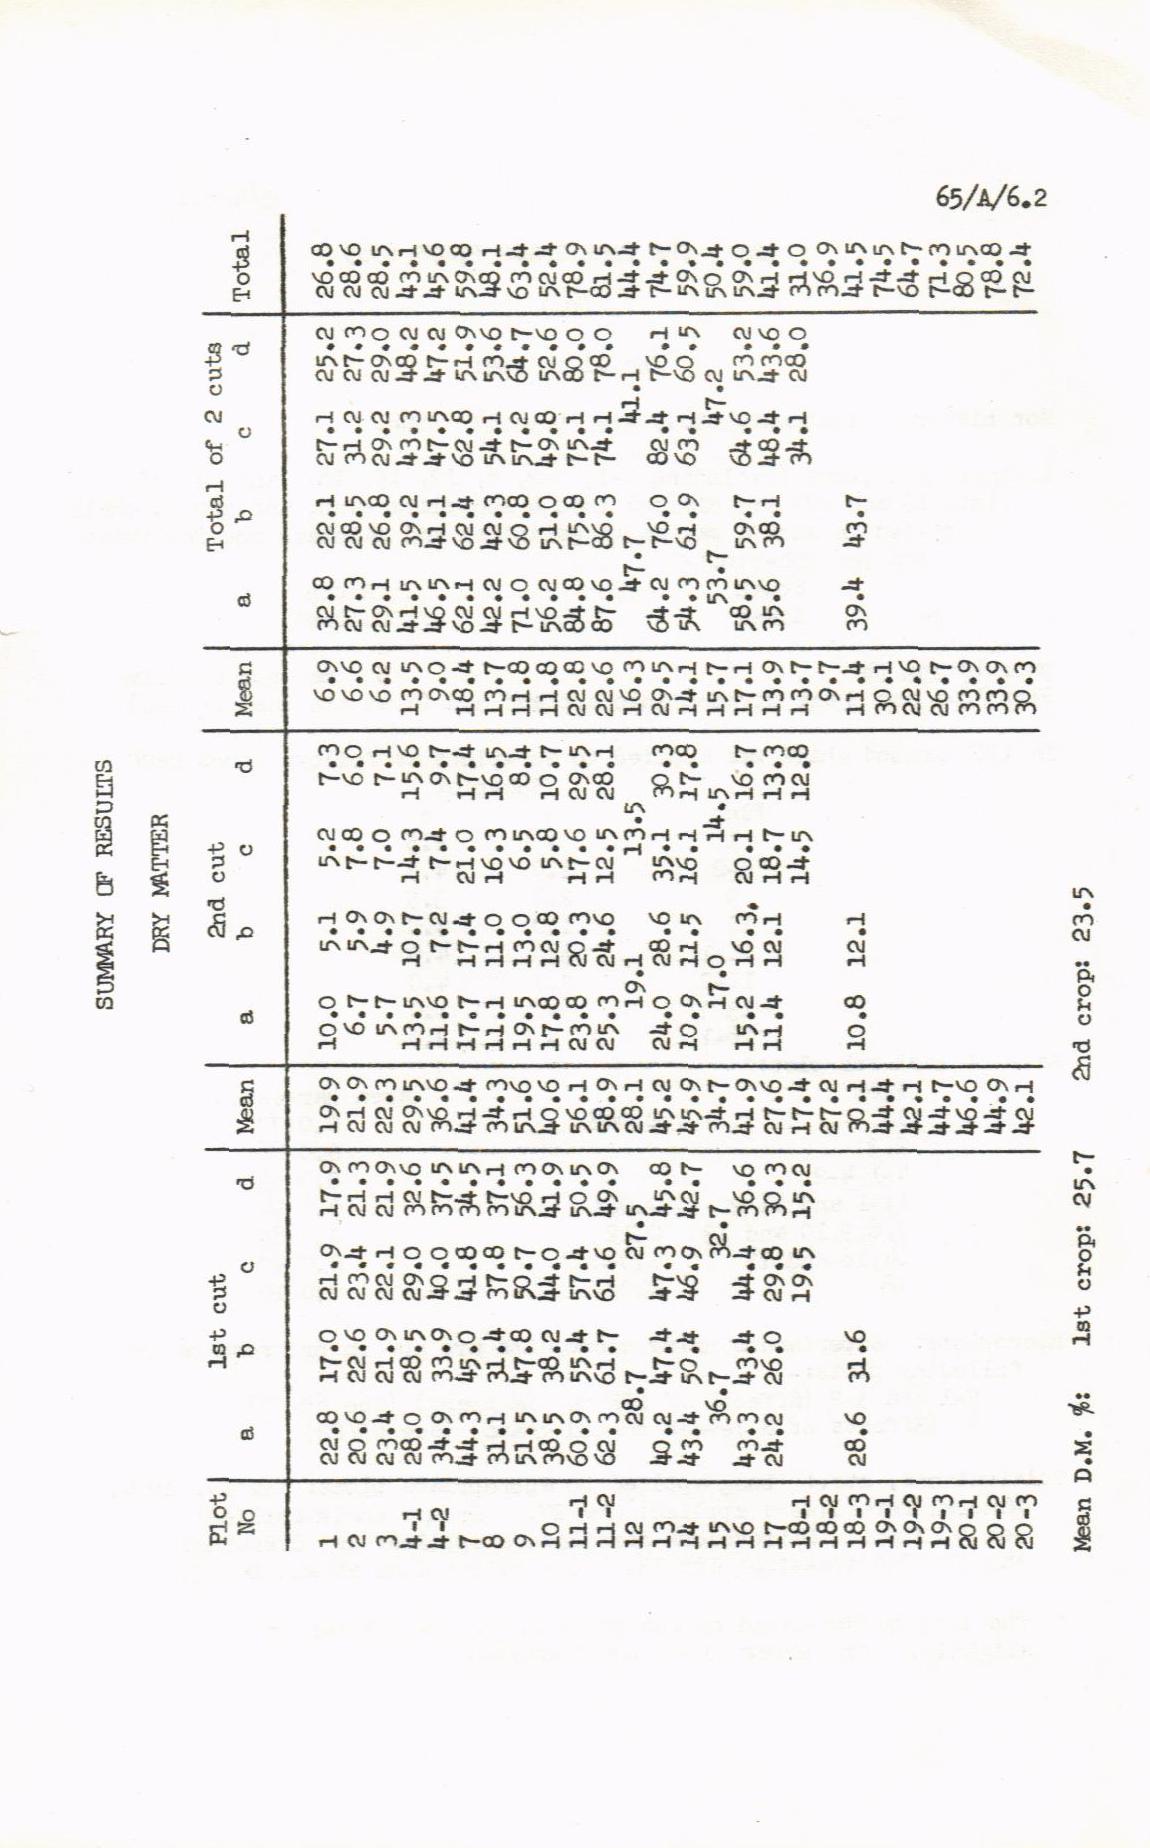 SUMMARY OF RESULTS
DRY MATTER
Plot 1st cut 2nd cut Total of 2 cuts
No a b c d Mean a b c d Mean a b c d Total
1 22.8 17.0 21.9 17.9 19.9 10.0 5.1 5.2 7.3 6.9 32.8 22.1 27.1 25.2 26.8
2 20.6 22.6 23.4 21.3 21.9 6.7 5.9 7.8 6.0 6.6 27.3 28.5 31.2 27.3 28.6
3 23.4 21.9 22.1 21.9 22.3 5.7 4.9 7.0 7.1 6.2 29.1 26.8 29.2 29.0 28.5
4-1 28.0 28.5 29.0 32.6 29.5 13.5 10.7 14.3 15.6 13.5 41.5 39.2 43.3 48.2 43.1
4-2 34.9 33.9 40.0 37.5 36.6 11.6 7.2 17.4 9.7 9.0 46.5 41.1 47.5 47.2 45.6
7 44.3 45.0 41.8 34.5 41.4 17.7 17.4 21.0 17.4 18.4 62.1 62.4 62.8 51.9 59.8
8 31.1 31.4 37.8 37.1 34.3 11.1 11.0 16.3 16.5 13.7 42.2 42.3 54.1 53.6 48.1
9 51.5 47.8 50.7 56.3 51.6 19.5 13.0 6.5 8.4 11.8 71.0 60.8 57.2 64.7 63.4
10 38.5 38.2 44.0 41.9 40.6 17.8 12.8 5.8 10.7 11.8 56.2 51.0 49.8 52.6 52.4
11-1 60.9 55.4 57.4 50.5 56.1 23.8 20.3 17.6 29.5 22.8 84.8 75.8 75.1 80.0 78.9
11-2 62.3 61.7 61.6 49.9 58.9 25.3 24.6 12.5 28.1 22.6 87.6 86.3 74.1 78.0 81.5
12 28.7 27.5 28.1 19.1 13.5 16.3 47.7 41.1 44.4
13 40.2 47.4 47.3 45.8 45.2 24.0 28.6 35.1 30.3 29.5 64.2 76.0 82.4 76.1 74.7
14 43.4 50.4 46.9 42.7 45.9 10.9 11.5 16.1 17.8 14.1 54.3 61.9 63.1 60.5 59.9
15 36.7 32.7 34.7 17.0 14.5 15.7 53.7 47.2 50.4
16 43.3 43.4 44.4 36.6 41.9 15.2 16.3. 20.1 16.7 17.1 58.5 59.7 64.6 53.2 59.0
17 24.2 26.0 29.8 30.3 27.6 11.4 12.1 18.7 13.3 13.9 35.6 38.1 48.4 43.6 41.4
18-1 19.5 15.2 17.4 14.5 12.8 13.7 34.1 28.0 31.0
18-2 27.2 9.7 36.9
18-3 28.6 31.6 30.1 10.8 12.1 11.4 39.4 43.7 41.5
19-1 44.4 30.1 74.5
19-2 42.1 22.6 64.7
19-3 44.7 26.7 71.3
20-1 46.6 33.9 80.5
20-2 44.9 33.9 78.8
20-3 42.1 30.3 72.4
Mean D.M. %: 1st crop: 25.7 2nd crop: 23.5
65/A/6.2